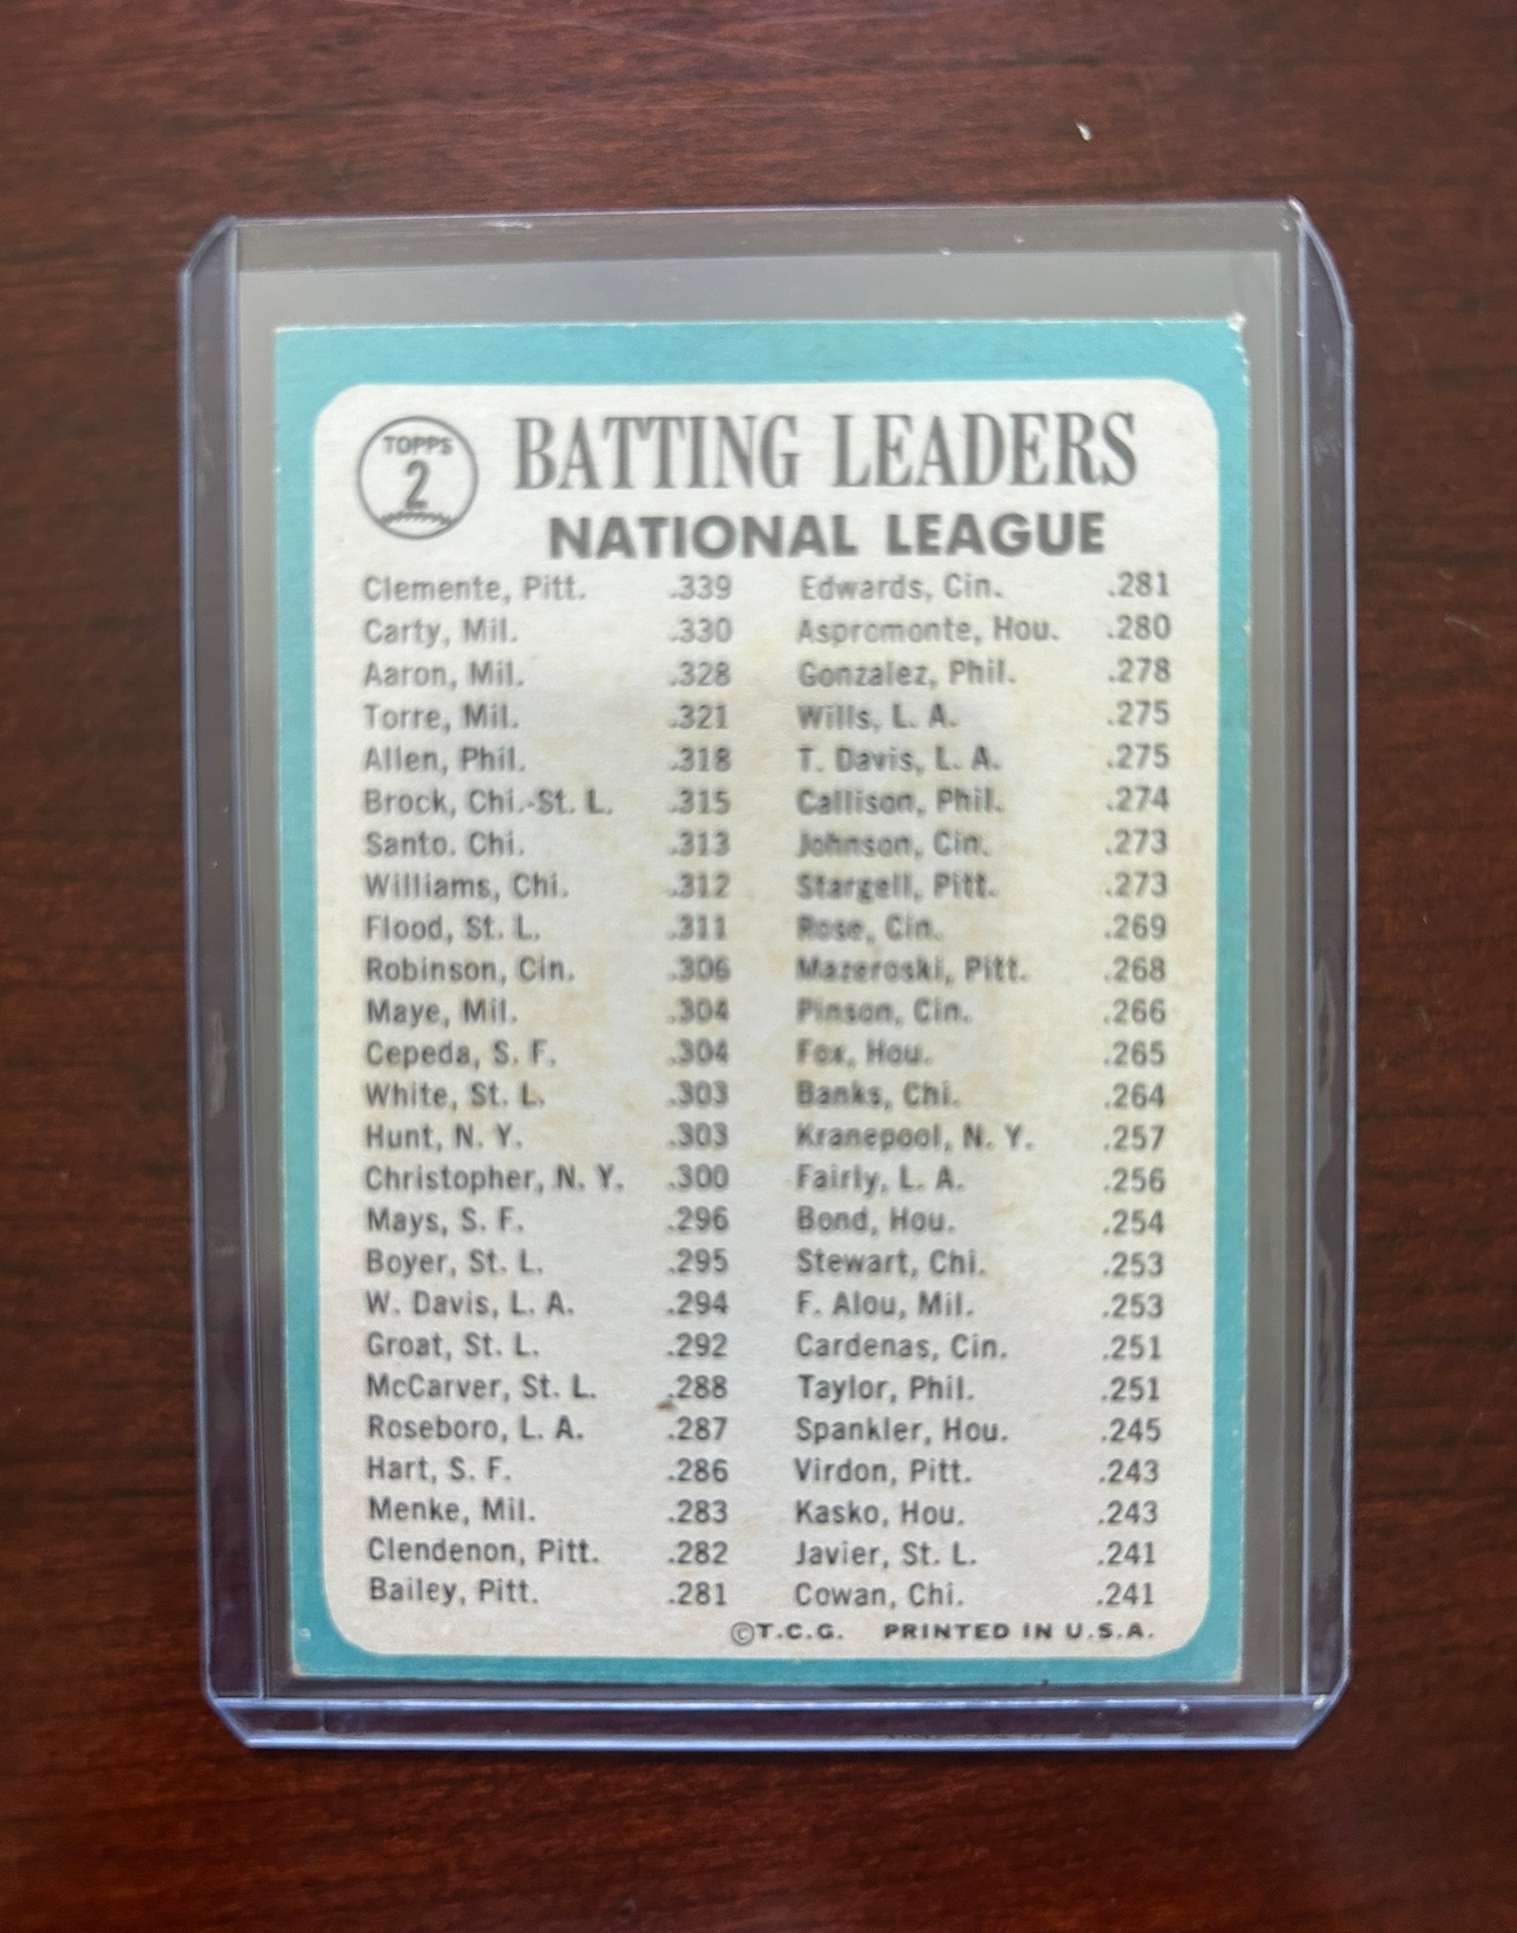 TOPPS
2
BATTING LEADERS
NATIONAL LEAGUE
Clemente, Pitt. .339
Carty, Mil. .330
Aaron, Mil. .328
Torre, Mil. .321
Allen, Phil. .318
Brock, Chi.-St. L. .315
Santo. Chi. .313
Williams, Chi. .312
Flood, St. L. .311
Robinson, Cin. .306
Maye, Mil. .304
Cepeda, S. F. .304
White, St. L. .303
Hunt, N. Y. .303
Christopher, N. Y. .300
Mays, S. F. .296
Boyer, St. L. .295
W. Davis, L. A. .294
Groat, St. L. .292
McCarver, St. L. .288
Roseboro, L. A. .287
Hart, S. F. .286
Menke, Mil. .283
Clendenon, Pitt. .282
Bailey, Pitt. .281
Edwards, Cin. .281
Aspromonte, Hou. .280
Gonzalez, Phil. .278
Wills, L. A. .275
T. Davis, L. A. .275
Callison, Phil. .274
Johnson, Cin. .273
Stargell, Pitt. .273
Rose, Cin. .269
Mazeroski, Pitt. .268
Pinson, Cin. .266
Fox, Hou. .265
Banks, Chi. .264
Kranepool, N. Y. .257
Fairly, L. A. .256
Bond, Hou. .254
Stewart, Chi. .253
F. Alou, Mil. .253
Cardenas, Cin. .251
Taylor, Phil. .251
Spankler, Hou. .245
Virdon, Pitt. .243
Kasko, Hou. .243
Javier, St. L. .241
Cowan, Chi. .241
©T.C.G. PRINTED IN U.S.A.